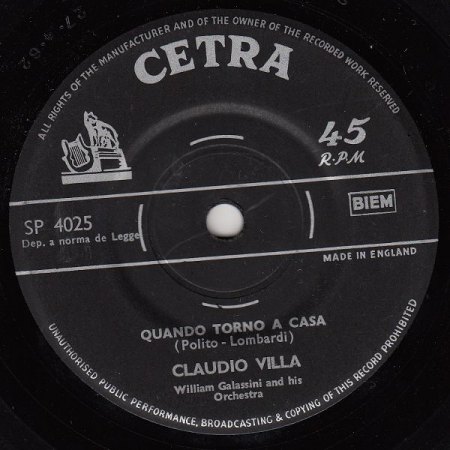 ALL RIGHTS OF THE MANUFACTURER AND OF THE OWNER OF THE RECORDED WORK RESERVED
CETRA
45
R.P.M
BIEM
SP 4025
Dep. a norma de Legge
MADE IN ENGLAND
QUANDO TORNO A CASA
(Polito - Lombardi)
CLAUDIO VILLA
William Galassini and his
Orchestra
UNAUTHORISED PUBLIC PERFORMANCE, BROADCASTING & COPYING OF THIS RECORD PROHIBITED